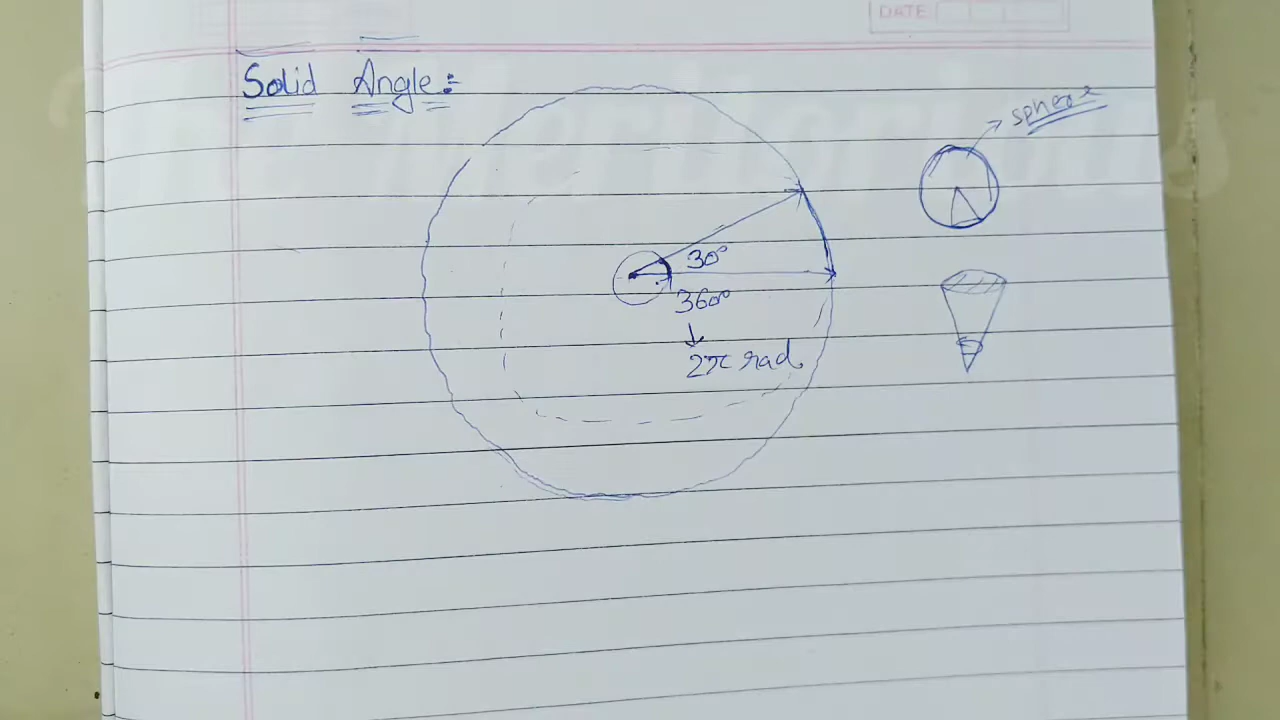 DATE
Solid Angle:
sphere
30°
360°
2π rad